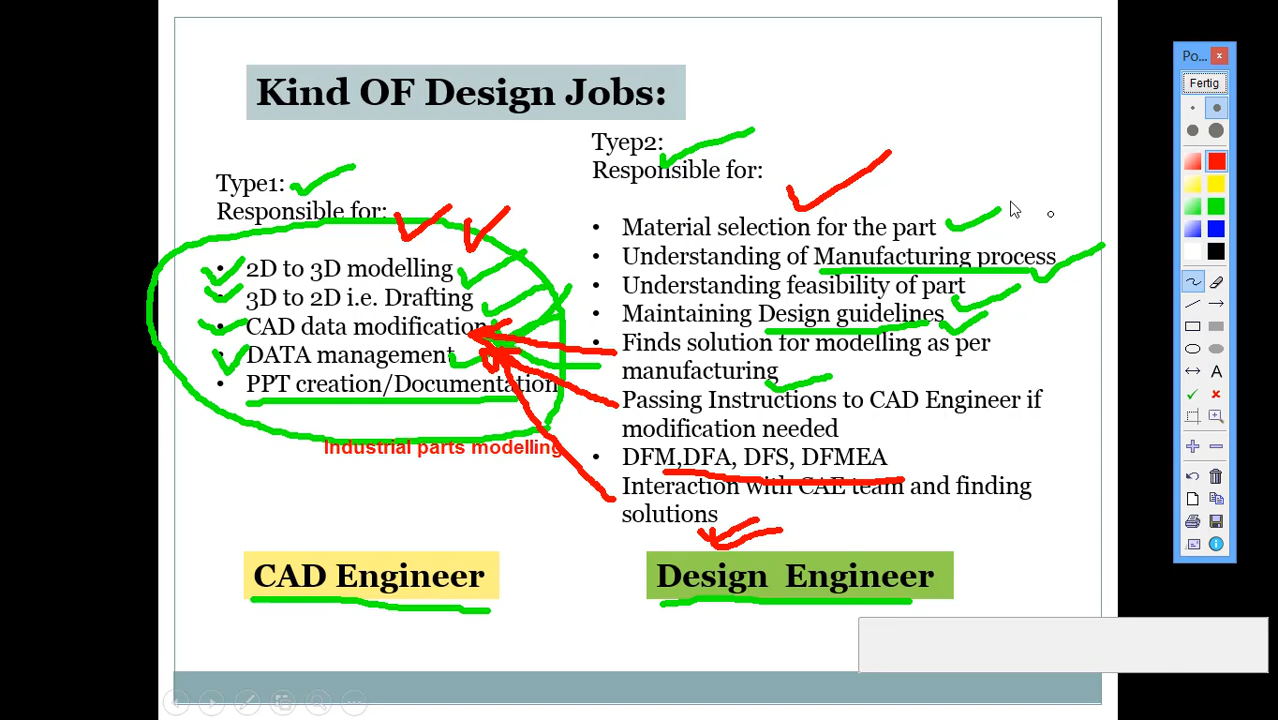 Kind OF Design Jobs:
Type1:
Responsible for:
• 2D to 3D modelling
• 3D to 2D i.e. Drafting
• CAD data modification
• DATA management
• PPT creation/Documentation
Industrial parts modelling
CAD Engineer
Tyep2:
Responsible for:
• Material selection for the part
• Understanding of Manufacturing process
• Understanding feasibility of part
• Maintaining Design guidelines
• Finds solution for modelling as per
manufacturing
• Passing Instructions to CAD Engineer if
modification needed
• DFM,DFA, DFS, DFMEA
Interaction with CAE team and finding
solutions
Design Engineer
Po...
Fertig
A